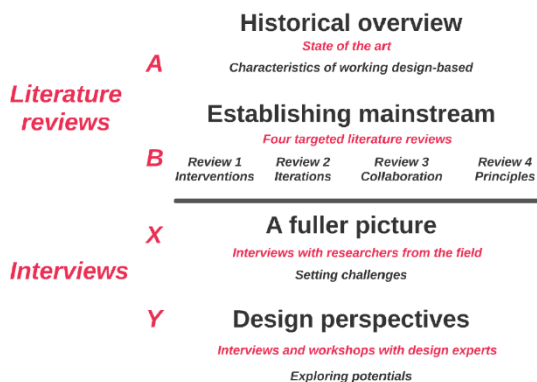 Historical overview
State of the art
A
Characteristics of working design-based
Literature
reviews
Establishing mainstream
Four targeted literature reviews
B
Review 1 Review 2 Review 3 Review 4
Interventions Iterations Collaboration Principles
A fuller picture
X
Interviews with researchers from the field
Setting challenges
Interviews
Y
Design perspectives
Interviews and workshops with design experts
Exploring potentials